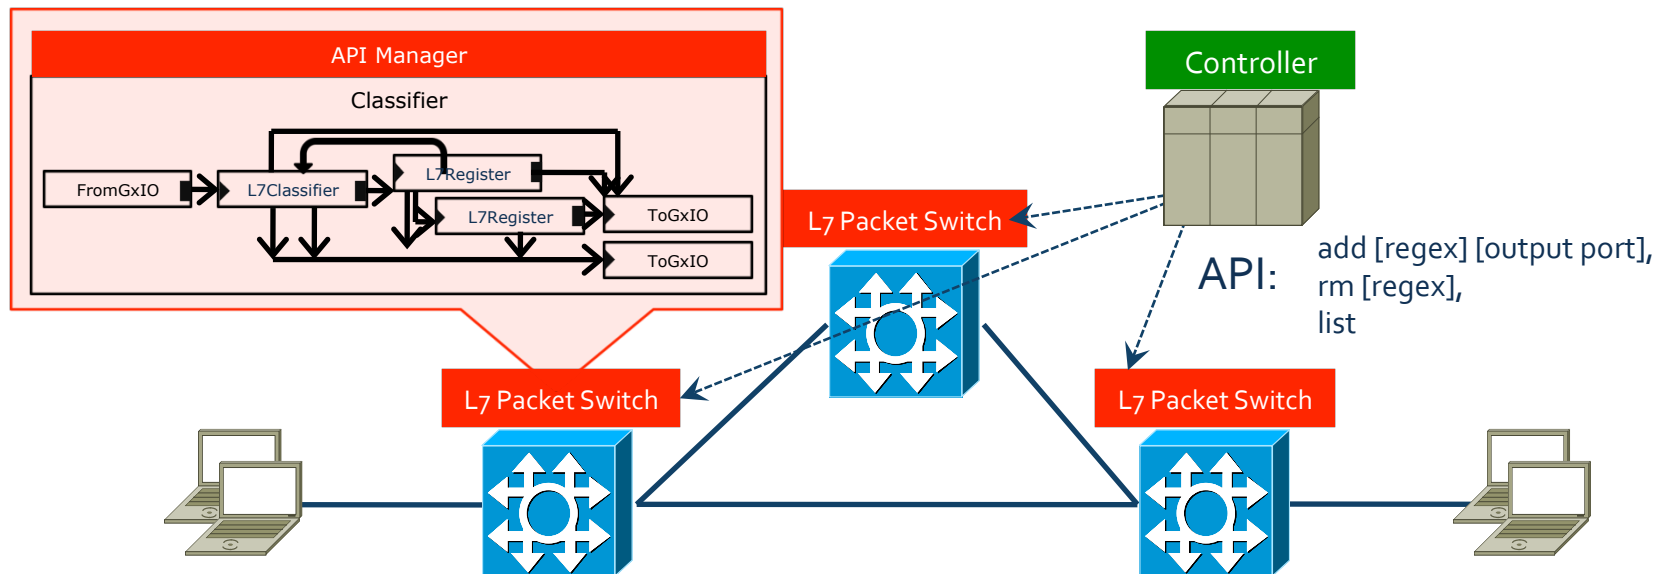 API Manager
Classifier
FromGxIO
L7Classifier
L7Register
L7Register
ToGxIO
ToGxIO
Controller
L7 Packet Switch
API:
add [regex] [output port],
rm [regex],
list
L7 Packet Switch
L7 Packet Switch